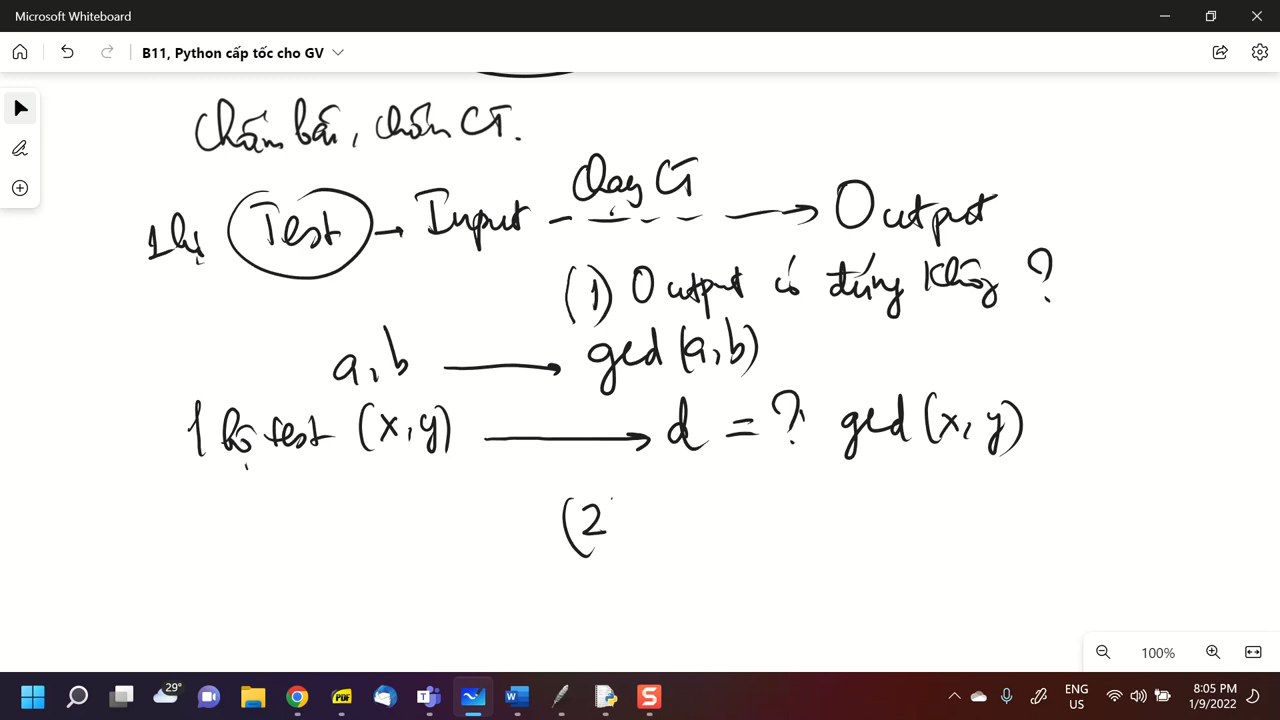 Microsoft Whiteboard
B11, Python cấp tốc cho GV
Chấm bài, chấm CT.
Test → Input chạy CT → Output
(1) Output có đúng không ?
a, b → gcd (a, b)
1 bộ test (x, y) → d = ? gcd (x, y)
(2
100%
29°
PDF
ENG
US
8:05 PM
1/9/2022